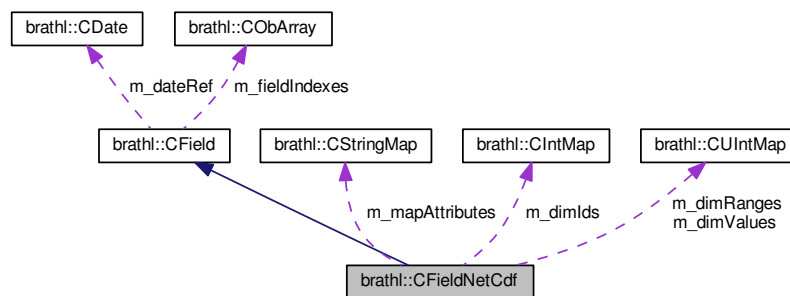 brathl::CDate
brathl::CObArray
m_dateRef
m_fieldIndexes
brathl::CField
brathl::CStringMap
brathl::CIntMap
brathl::CUIntMap
m_mapAttributes
m_dimIds
m_dimRanges
m_dimValues
brathl::CFieldNetCdf